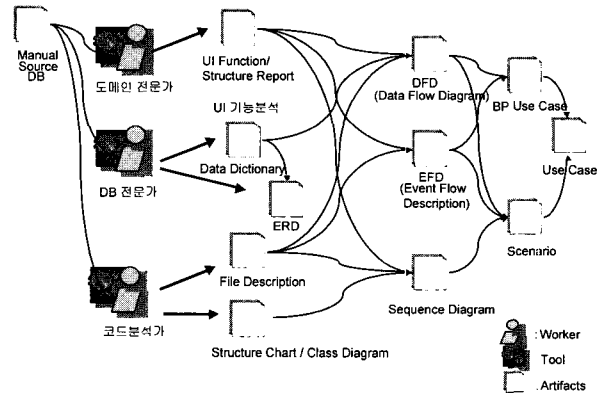 Manual
Source
DB
도메인 전문가
UI Function/
Structure Report
UI 기능분석
DB 전문가
Data Dictionary
ERD
코드분석가
File Description
Structure Chart / Class Diagram
DFD
(Data Flow Diagram)
EFD
(Event Flow
Description)
Sequence Diagram
BP Use Case
Use Case
Scenario
: Worker
Tool
: Artifacts